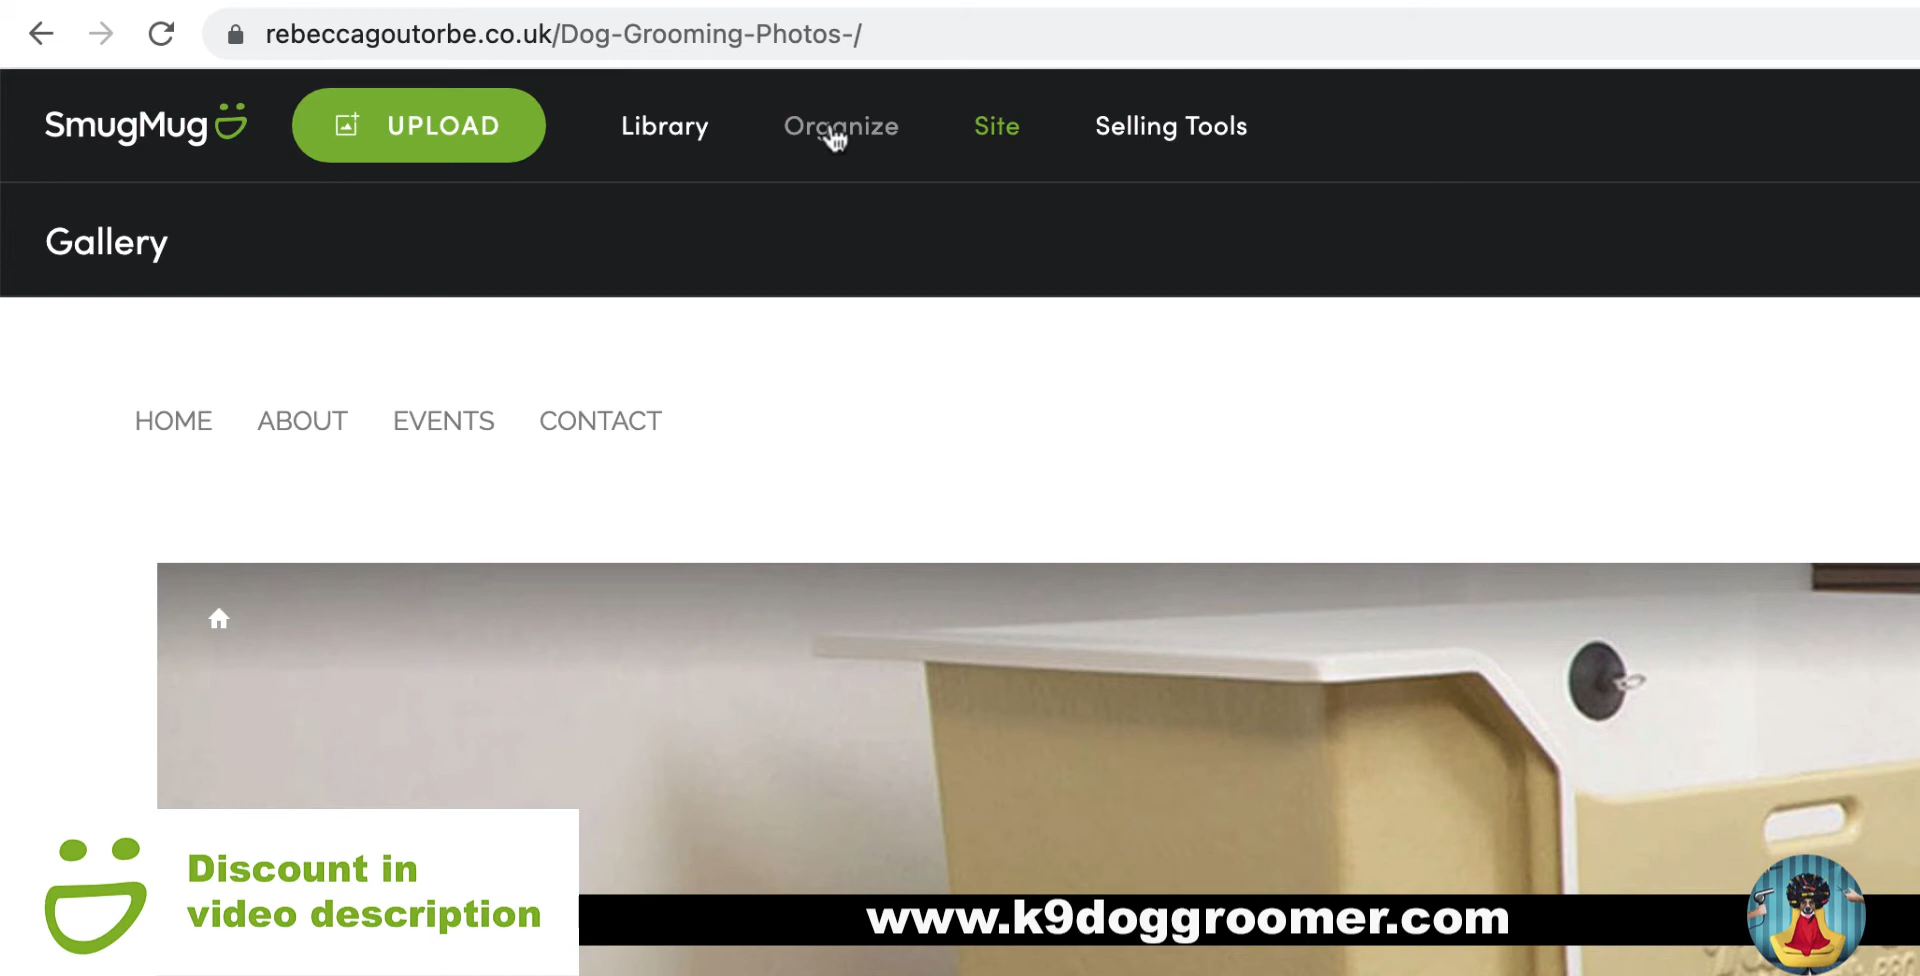 rebeccagoutorbe.co.uk/Dog-Grooming-Photos-/
SmugMug UPLOAD Library Organize Site Selling Tools
Gallery
HOME ABOUT EVENTS CONTACT
Discount in
video description
www.k9doggroomer.com